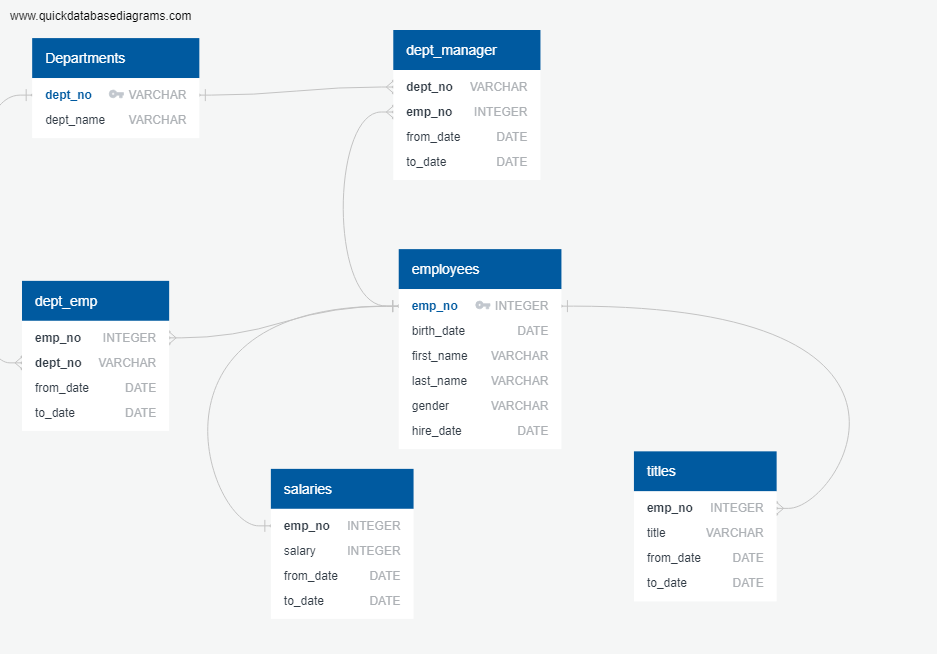 www.quickdatabasediagrams.com
Departments
dept_no VARCHAR
dept_name VARCHAR
dept_manager
dept_no VARCHAR
emp_no INTEGER
from_date DATE
to_date DATE
employees
emp_no INTEGER
birth_date DATE
first_name VARCHAR
last_name VARCHAR
gender VARCHAR
hire_date DATE
dept_emp
emp_no INTEGER
dept_no VARCHAR
from_date DATE
to_date DATE
salaries
emp_no INTEGER
salary INTEGER
from_date DATE
to_date DATE
titles
emp_no INTEGER
title VARCHAR
from_date DATE
to_date DATE